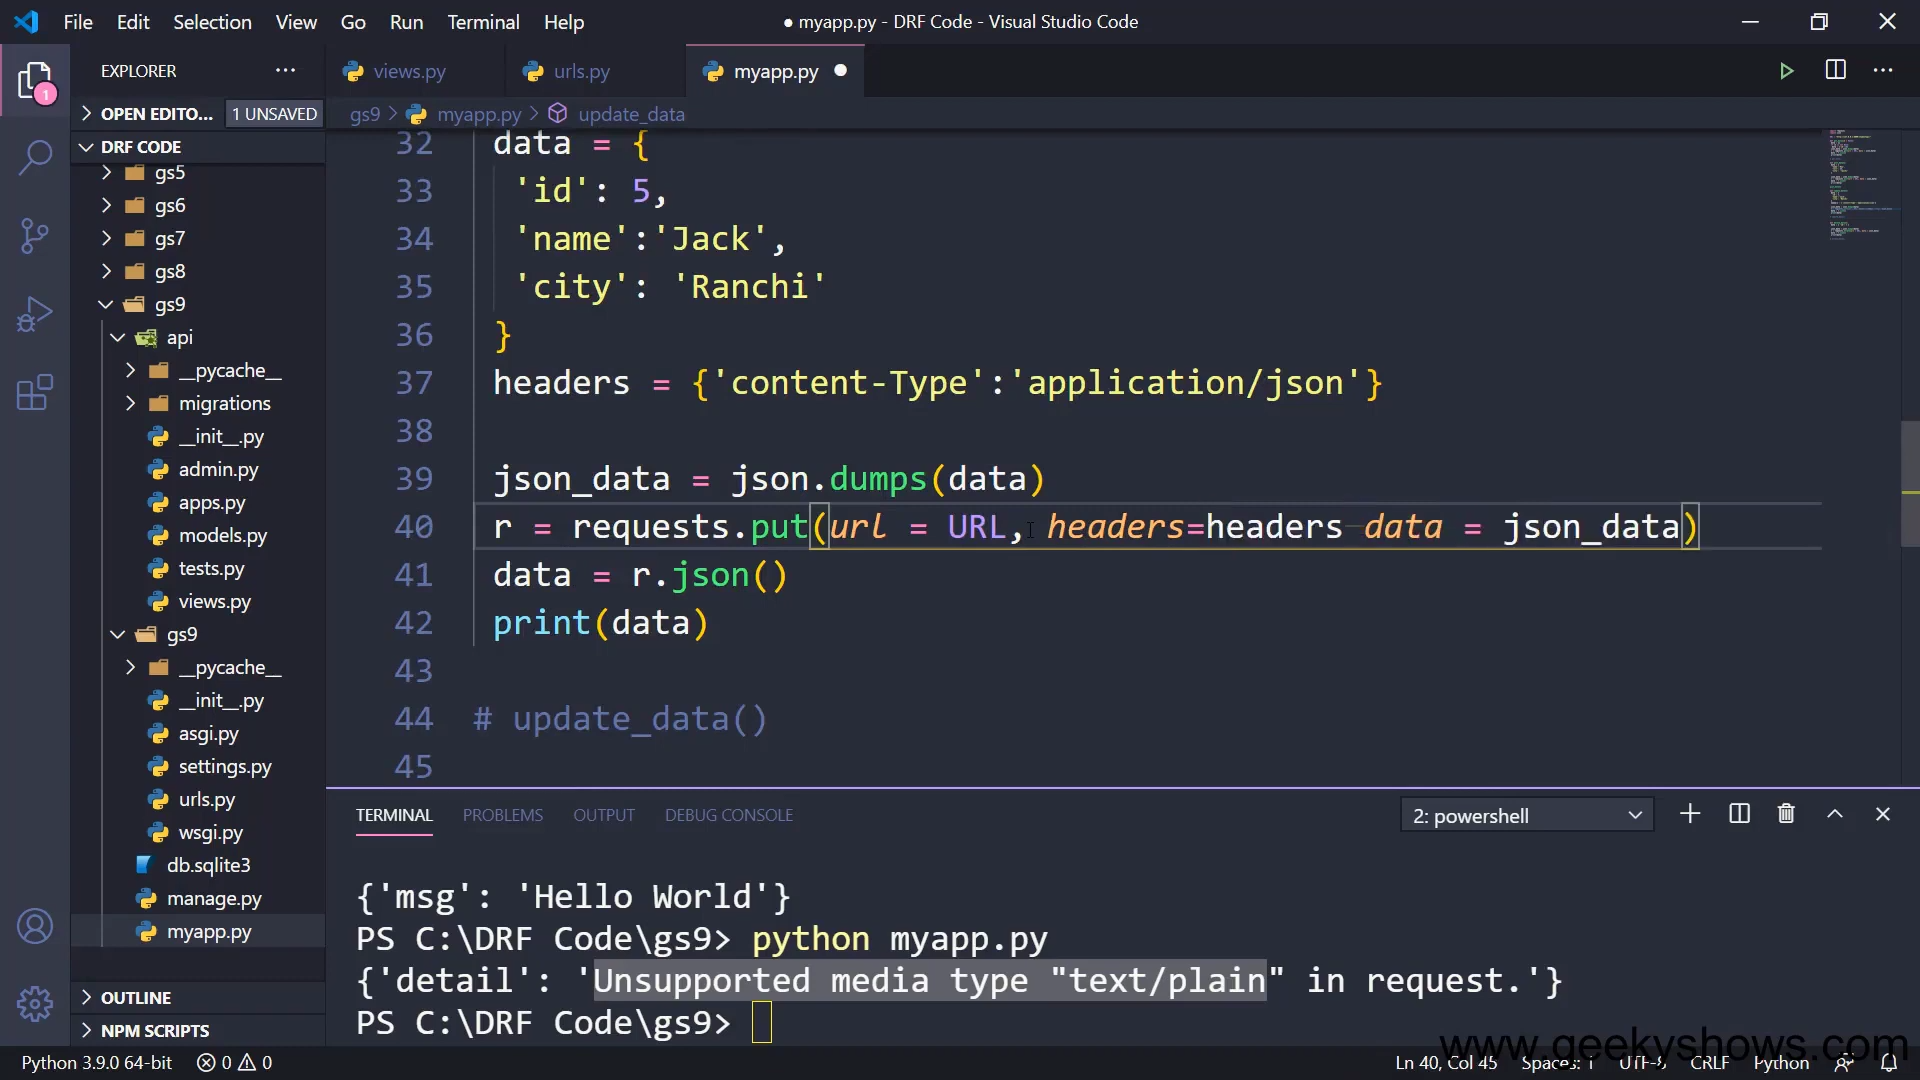 File Edit Selection View Go Run Terminal Help
● myapp.py - DRF Code - Visual Studio Code
EXPLORER
views.py
urls.py
myapp.py
OPEN EDITO... 1 UNSAVED
gs9 > myapp.py > update_data
DRF CODE
gs5
gs6
gs7
gs8
gs9
api
__pycache__
migrations
__init__.py
admin.py
apps.py
models.py
tests.py
views.py
gs9
__pycache__
__init__.py
asgi.py
settings.py
urls.py
wsgi.py
db.sqlite3
manage.py
myapp.py
OUTLINE
NPM SCRIPTS
1
32 data = {
33 'id': 5,
34 'name':'Jack',
35 'city': 'Ranchi'
36 }
37 headers = {'content-Type':'application/json'}
38
39 json_data = json.dumps(data)
40 r = requests.put(url = URL, headers=headers data = json_data)
41 data = r.json()
42 print(data)
43
44 # update_data()
45
TERMINAL PROBLEMS OUTPUT DEBUG CONSOLE 2: powershell
{'msg': 'Hello World'}
PS C:\DRF Code\gs9> python myapp.py
{'detail': 'Unsupported media type "text/plain" in request.'}
PS C:\DRF Code\gs9>
www.geekyshows.com
Python 3.9.0 64-bit 0 0 Ln 40, Col 45 Spaces: 1 UTF-8 CRLF Python